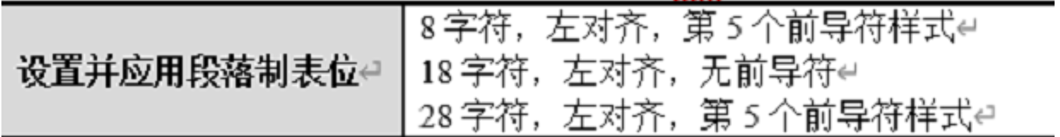 设置并应用段落制表位
8 字符，左对齐，第 5 个前导符样式
18 字符，左对齐，无前导符
28 字符，左对齐，第 5 个前导符样式